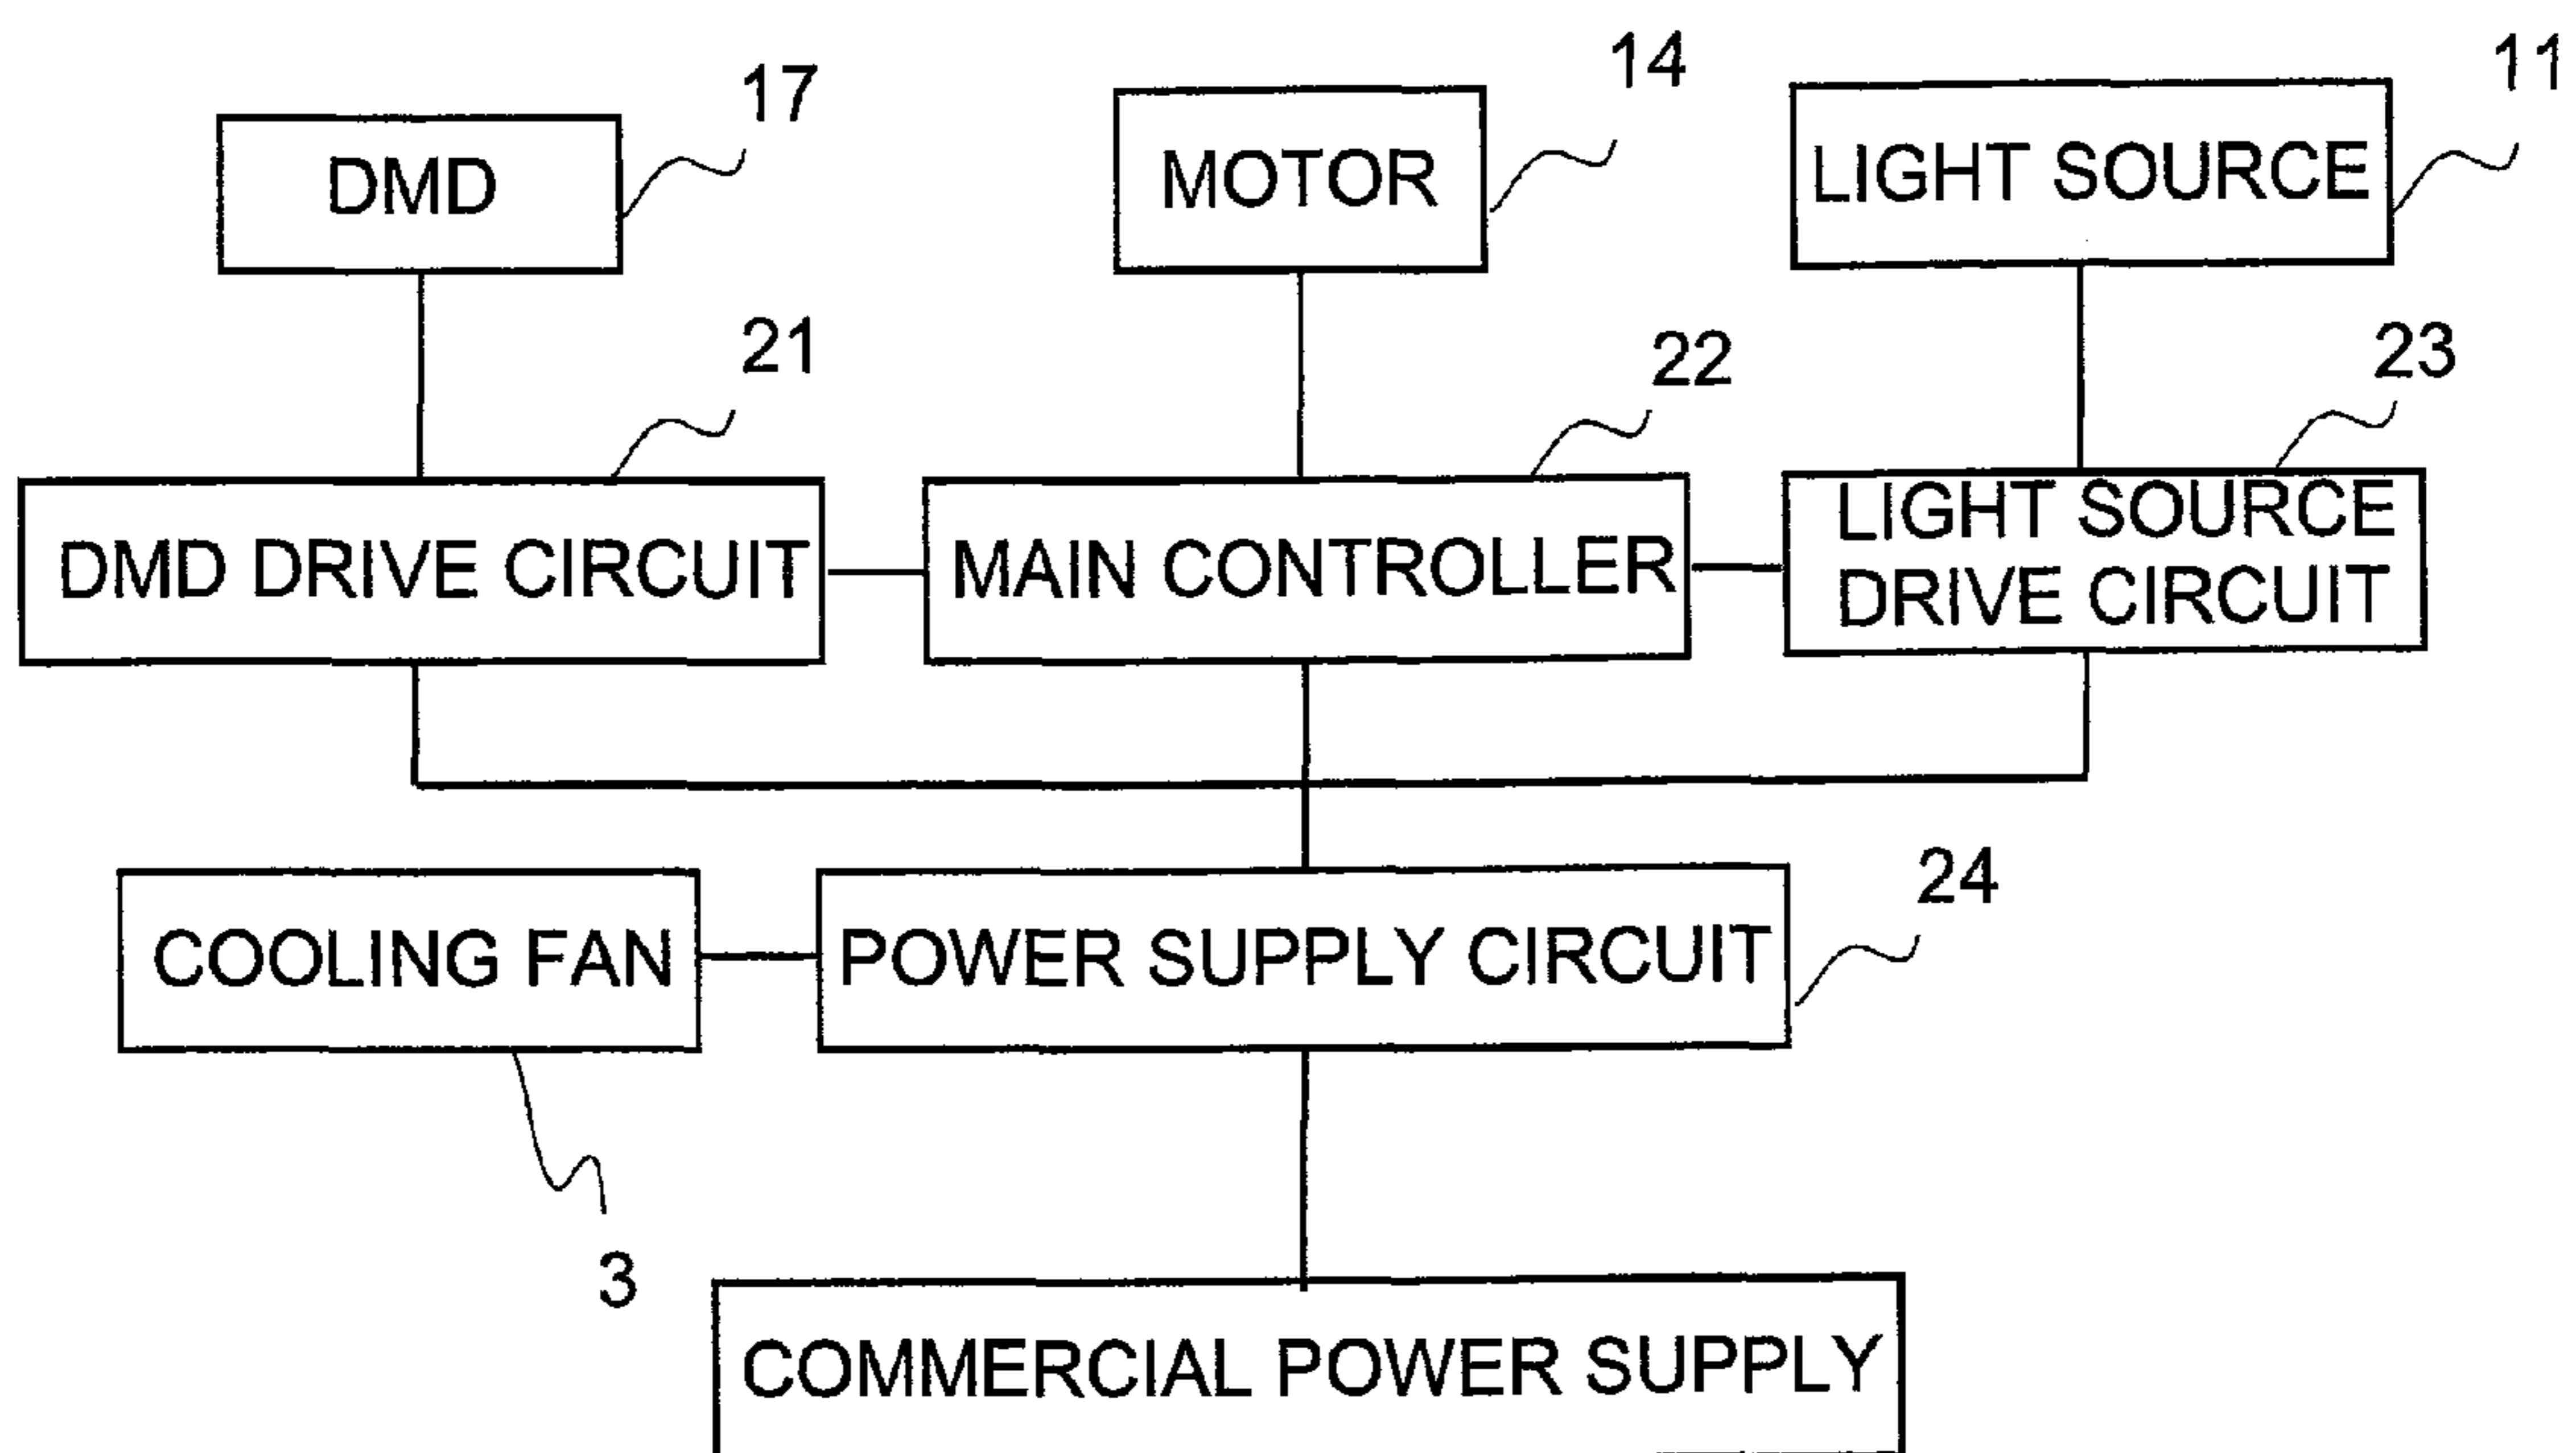 17
14
11
DMD
MOTOR
LIGHT SOURCE
21
22
23
DMD DRIVE CIRCUIT
MAIN CONTROLLER
LIGHT SOURCE
DRIVE CIRCUIT
24
COOLING FAN
POWER SUPPLY CIRCUIT
3
COMMERCIAL POWER SUPPLY